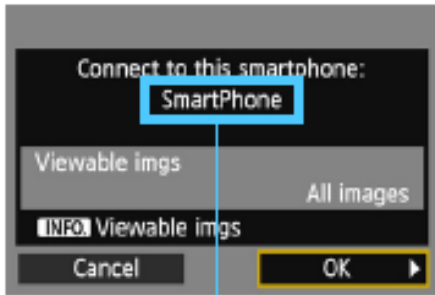 Connect to this smartphone:
SmartPhone
Viewable imgs
All images
INFO. Viewable imgs
Cancel
OK